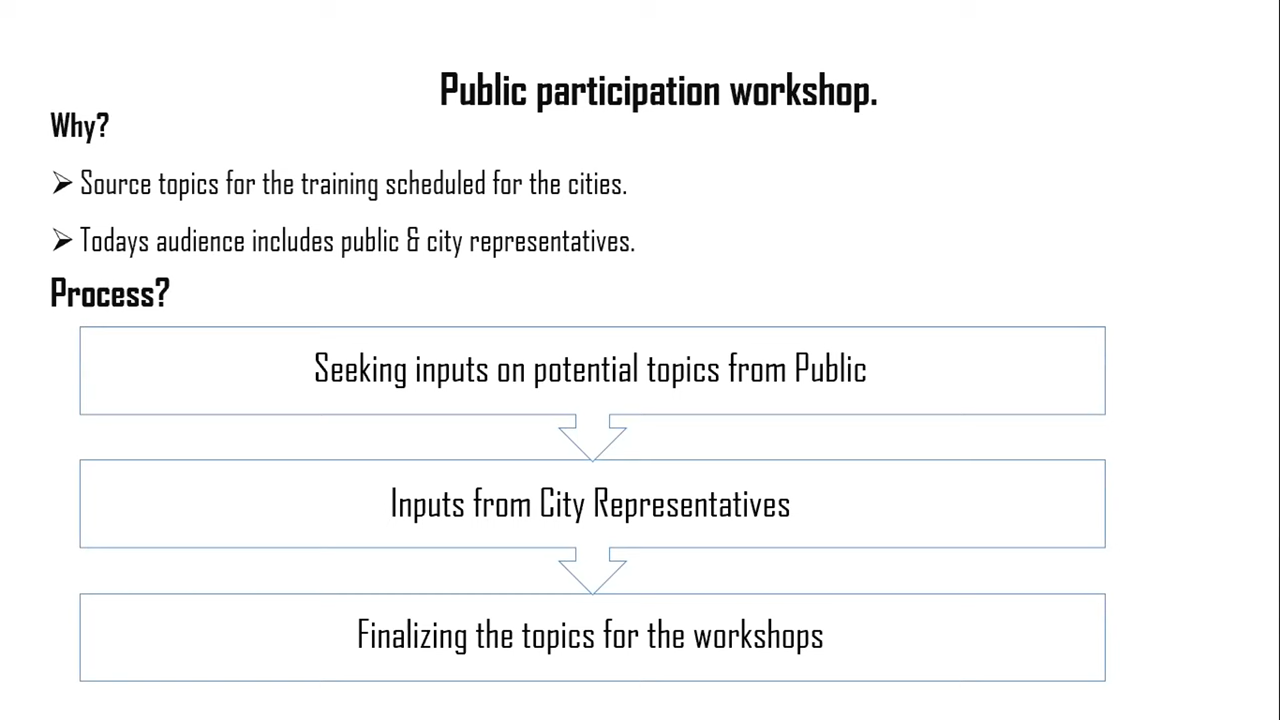 Public participation workshop.
Why?
➢ Source topics for the training scheduled for the cities.
➢ Todays audience includes public & city representatives.
Process?
Seeking inputs on potential topics from Public
Inputs from City Representatives
Finalizing the topics for the workshops